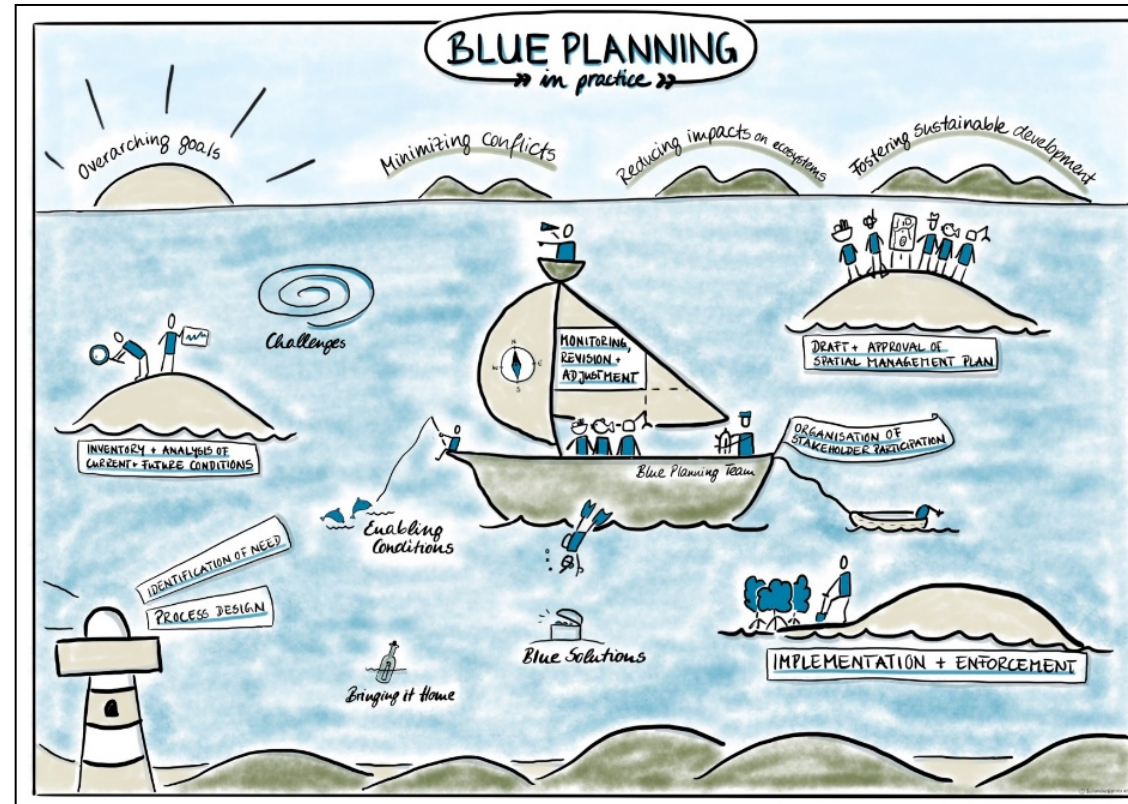 BLUE PLANNING
in practice
Overarching goals
Minimizing conflicts
Reducing impacts on ecosystems
Fostering sustainable development
Challenges
N
W
E
S
MONITORING,
REVISION +
ADJUSTMENT
DRAFT + APPROVAL OF
SPATIAL MANAGEMENT PLAN
INVENTORY + ANALYSIS OF
CURRENT + FUTURE CONDITIONS
ORGANISATION OF
STAKEHOLDER PARTICIPATION
Blue Planning Team
Enabling
Conditions
IDENTIFICATION OF NEED
PROCESS DESIGN
Blue Solutions
IMPLEMENTATION + ENFORCEMENT
Bringing it Home